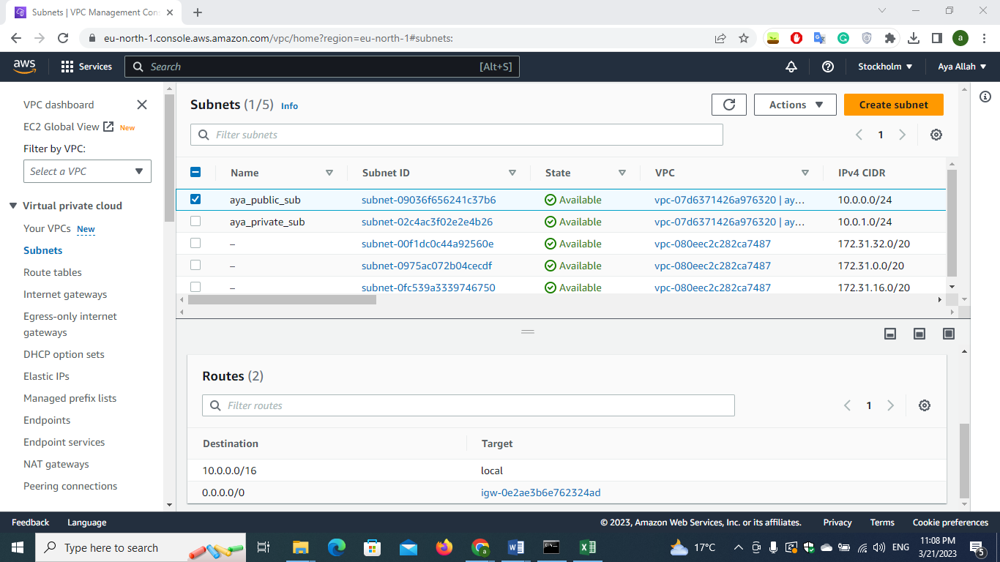 Subnets | VPC Management Con
eu-north-1.console.aws.amazon.com/vpc/home?region=eu-north-1#subnets:
a
aws
Services
Search
[Alt+S]
Stockholm
Aya Allah
VPC dashboard
EC2 Global View New
Filter by VPC:
Select a VPC
Virtual private cloud
Your VPCs New
Subnets
Route tables
Internet gateways
Egress-only internet
gateways
DHCP option sets
Elastic IPs
Managed prefix lists
Endpoints
Endpoint services
NAT gateways
Peering connections
Subnets (1/5) Info
Actions
Create subnet
Filter subnets
1
Name Subnet ID State VPC IPv4 CIDR
aya_public_sub subnet-09036f656241c37b6 Available vpc-07d6371426a976320 | ay… 10.0.0.0/24
aya_private_sub subnet-02c4ac3f02e2e4b26 Available vpc-07d6371426a976320 | ay… 10.0.1.0/24
– subnet-00f1dc0c44a92560e Available vpc-080eec2c282ca7487 172.31.32.0/20
– subnet-0975ac072b04cecdf Available vpc-080eec2c282ca7487 172.31.0.0/20
– subnet-0fc539a3339746750 Available vpc-080eec2c282ca7487 172.31.16.0/20
Routes (2)
Filter routes
1
Destination Target
10.0.0.0/16 local
0.0.0.0/0 igw-0e2ae3b6e762324ad
Feedback Language
© 2023, Amazon Web Services, Inc. or its affiliates. Privacy Terms Cookie preferences
Type here to search
17°C
ENG
11:08 PM
3/21/2023
5